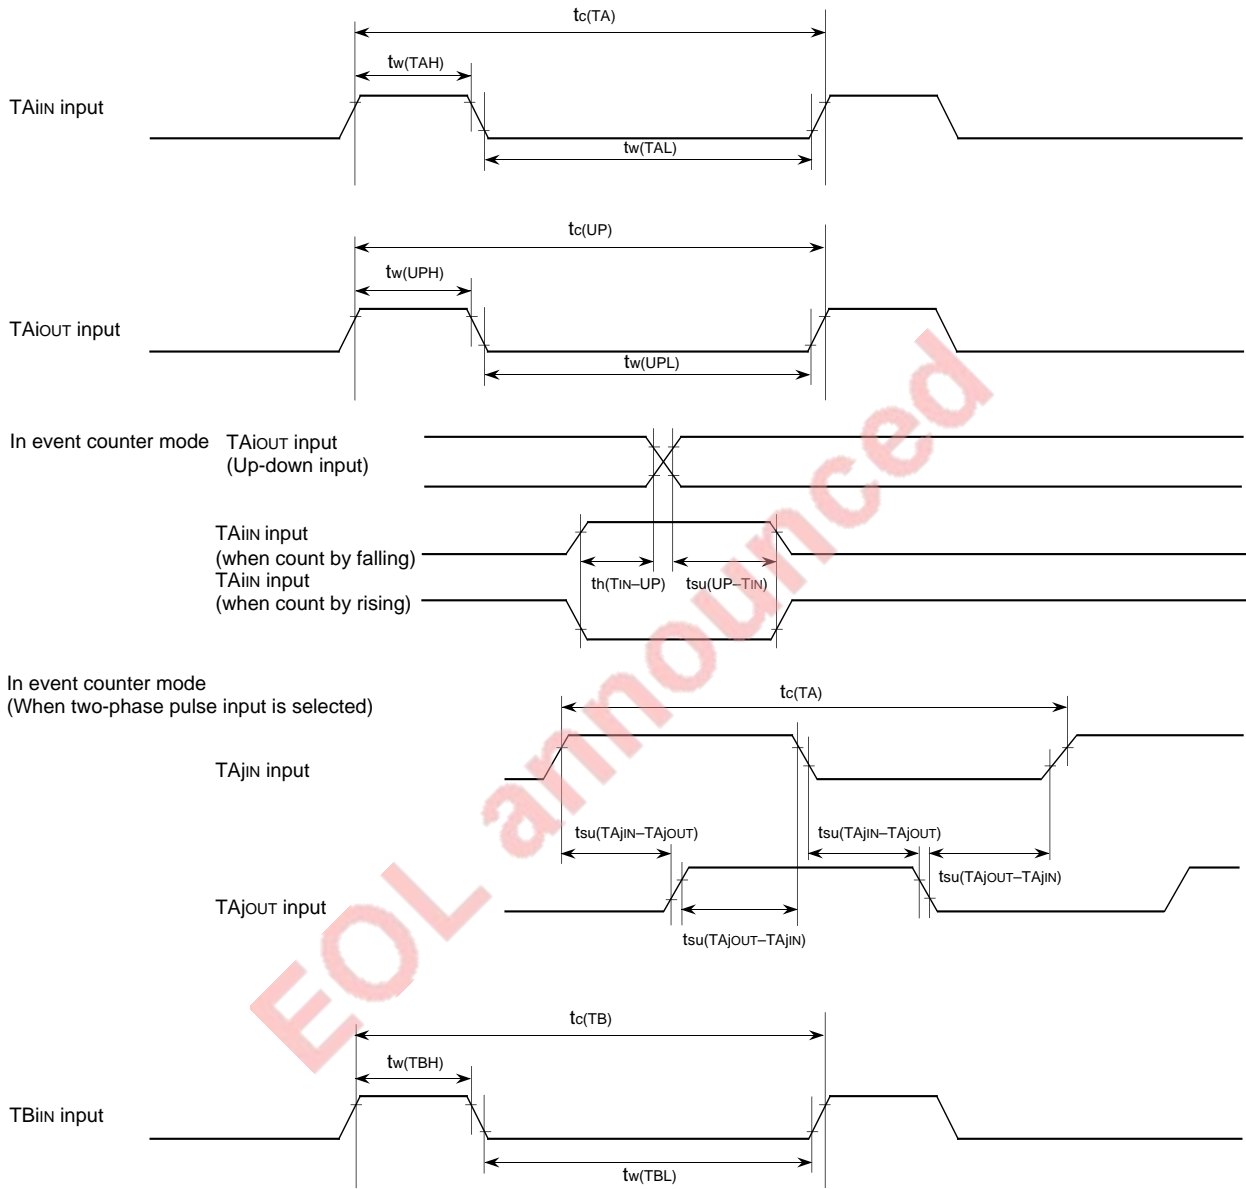 tc(TA)
tw(TAH)
TAiIN input
tw(TAL)
tc(UP)
tw(UPH)
TAiOUT input
tw(UPL)
In event counter mode TAiOUT input
(Up-down input)
TAiIN input
(when count by falling)
th(TIN–UP) tsu(UP–TIN)
TAiIN input
(when count by rising)
In event counter mode
(When two-phase pulse input is selected)
tc(TA)
TAjIN input
tsu(TAjIN–TAjOUT) tsu(TAjIN–TAjOUT)
tsu(TAjOUT–TAjIN)
TAjOUT input
tsu(TAjOUT–TAjIN)
tc(TB)
tw(TBH)
TBiIN input
tw(TBL)
EOL announced